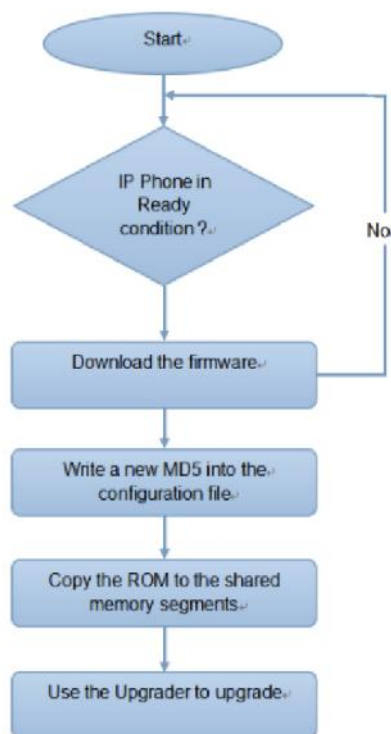 Start
IP Phone in
Ready
condition?
No
Download the firmware
Write a new MD5 into the
configuration file
Copy the ROM to the shared
memory segments
Use the Upgrader to upgrade